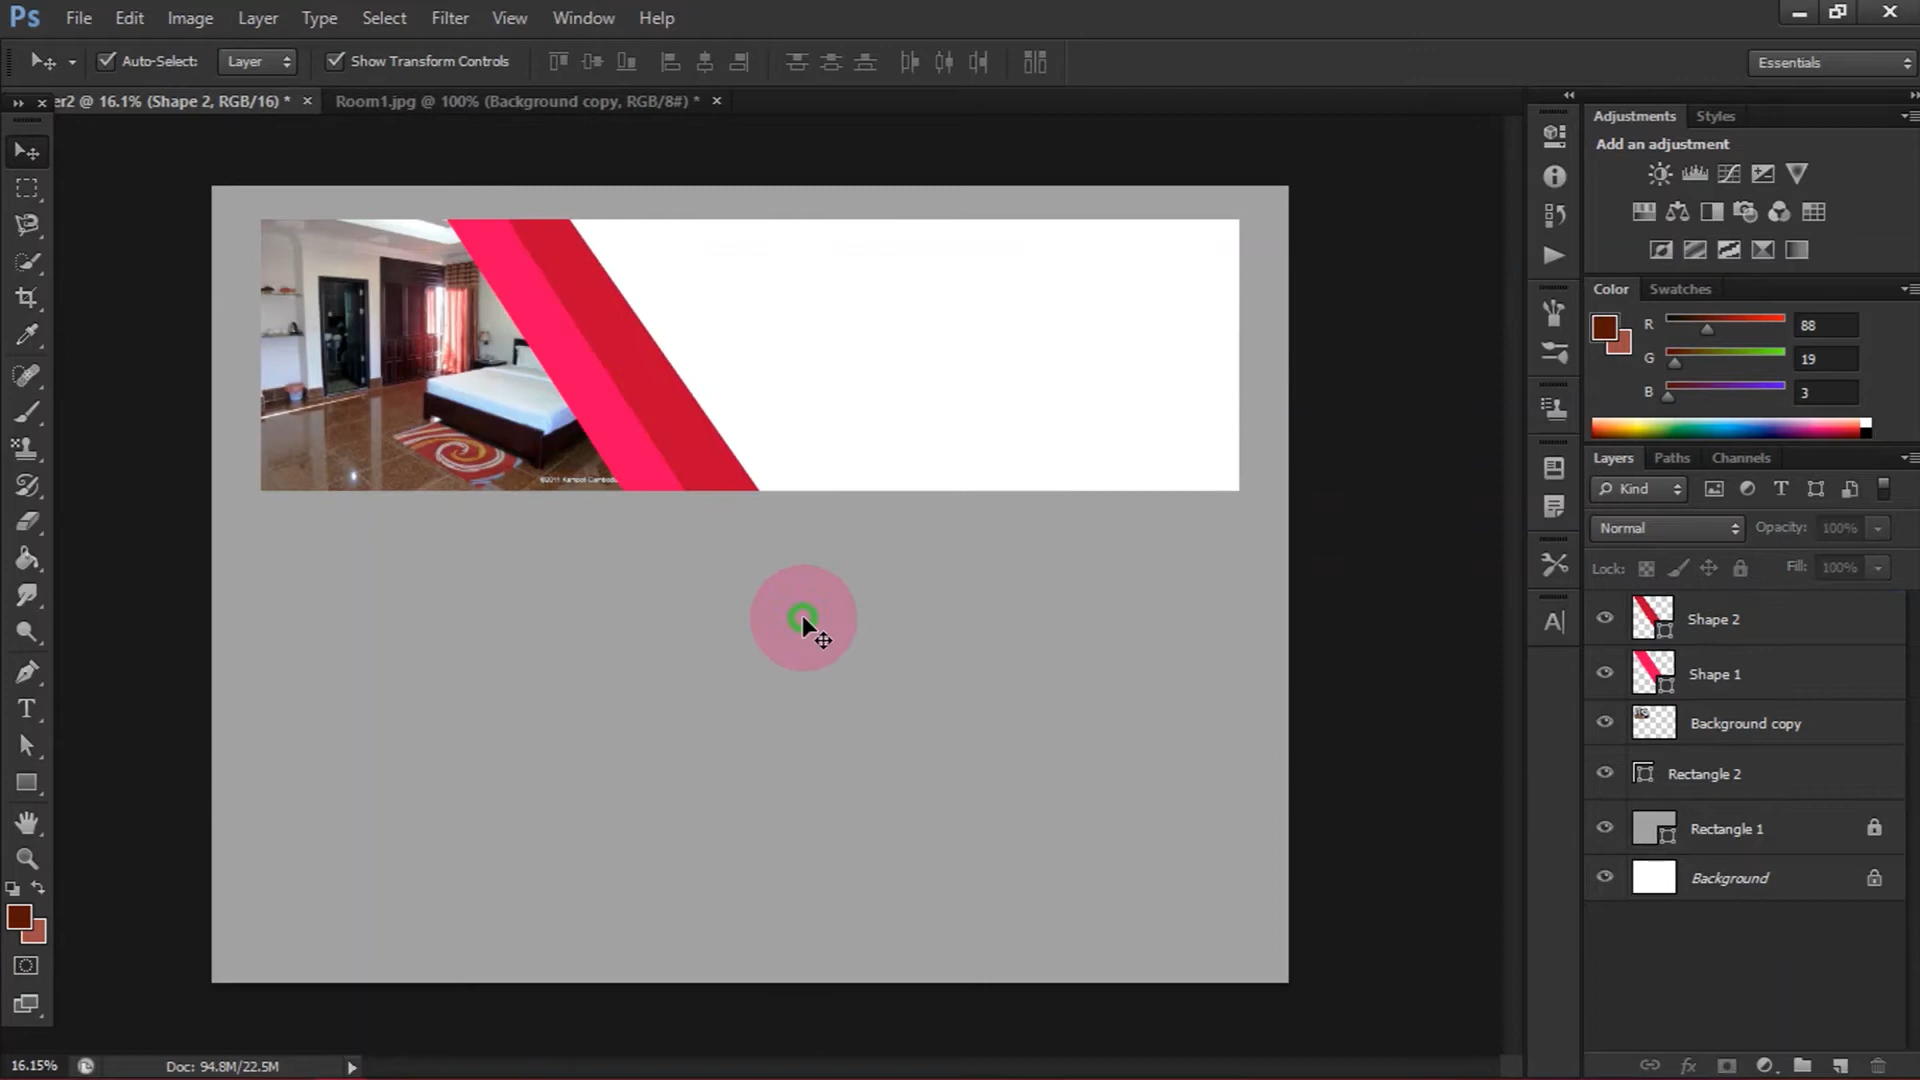 Ps File Edit Image Layer Type Select Filter View Window Help
Auto-Select: Layer Show Transform Controls Essentials
er2 @ 16.1% (Shape 2, RGB/16) * × Room1.jpg @ 100% (Background copy, RGB/8#) * ×
Adjustments Styles
Add an adjustment
Color Swatches
R 88
G 19
B 3
Layers Paths Channels
Kind
Normal Opacity: 100%
Lock: Fill: 100%
Shape 2
Shape 1
Background copy
Rectangle 2
Rectangle 1
Background
©2011 Kampot Cambodia
16.15% Doc: 94.8M/22.5M